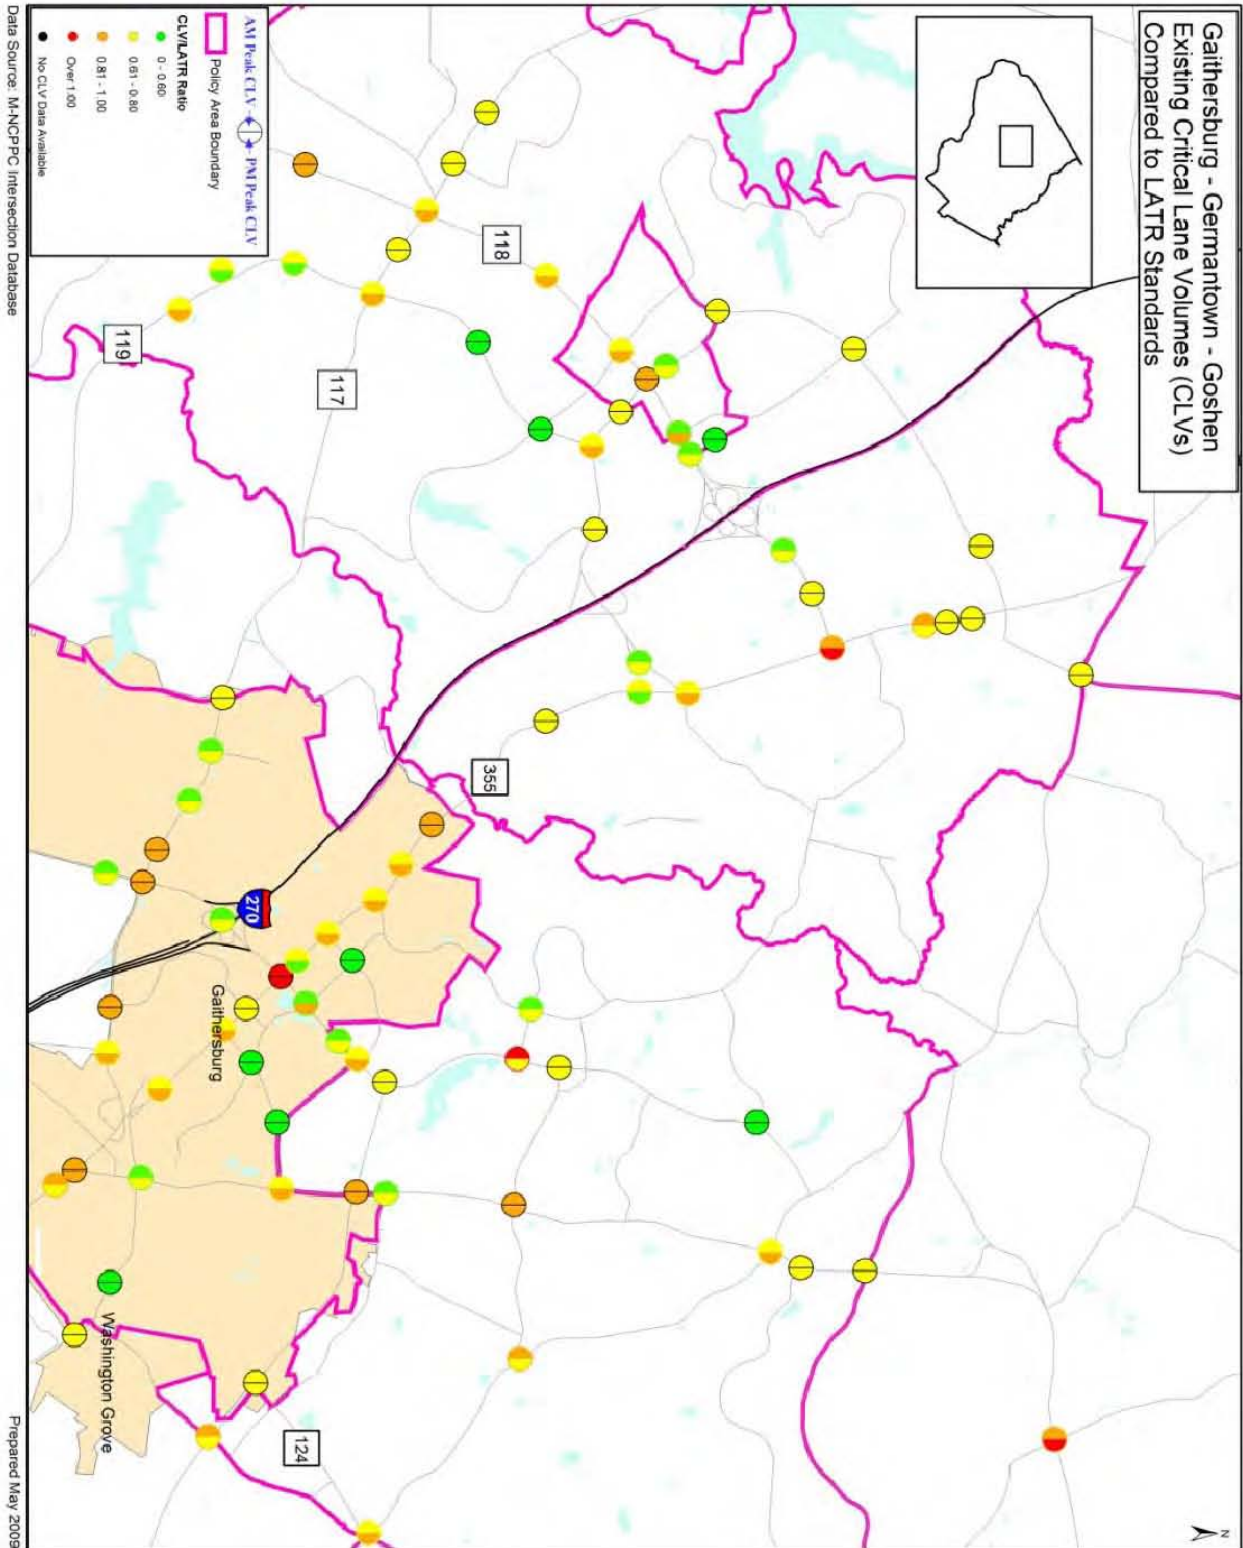 Gaithersburg - Germantown - Goshen
Existing Critical Lane Volumes (CLVs)
Compared to LATR Standards
N
118
119
117
355
270
Gaithersburg
Washington Grove
124
AM Peak CLV
PM Peak CLV
Policy Area Boundary
CLV/LATR Ratio
0 - 0.60
0.61 - 0.80
0.81 - 1.00
Over 1.00
No CLV Data Available
Data Source: M-NCPPC Intersection Database
Prepared May 2009